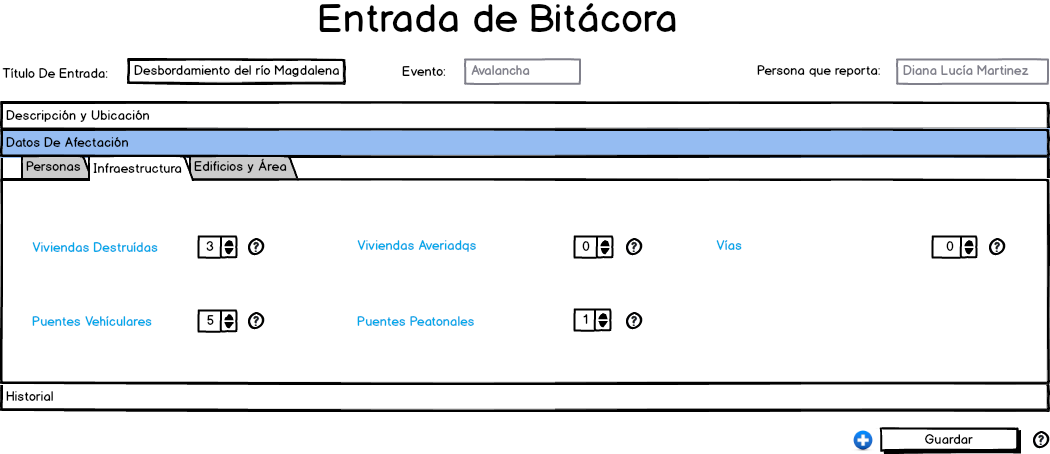 Entrada de Bitácora
Título De Entrada: Desbordamiento del río Magdalena Evento: Avalancha Persona que reporta: Diana Lucía Martinez
Descripción y Ubicación
Datos De Afectación
Personas Infraestructura Edificios y Área
Viviendas Destruídas 3 ? Viviendas Averiadqs 0 ? Vías 0 ?
Puentes Vehículares 5 ? Puentes Peatonales 1 ?
Historial
Guardar ?